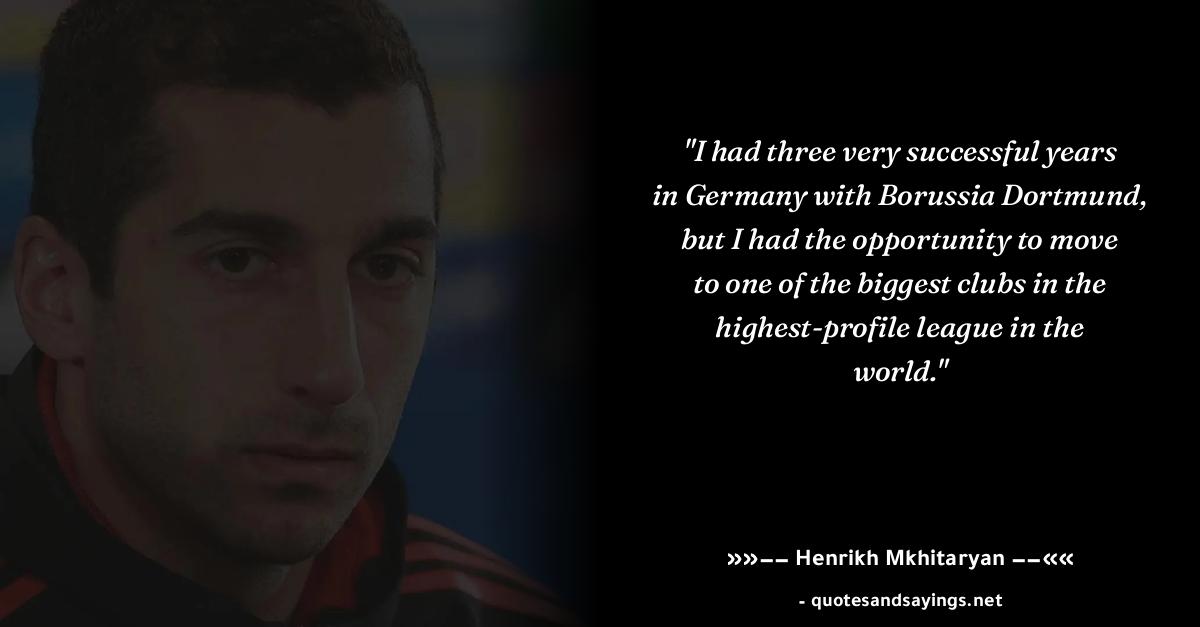 "I had three very successful years
in Germany with Borussia Dortmund,
but I had the opportunity to move
to one of the biggest clubs in the
highest-profile league in the
world."
»»−− Henrikh Mkhitaryan −−««
- quotesandsayings.net